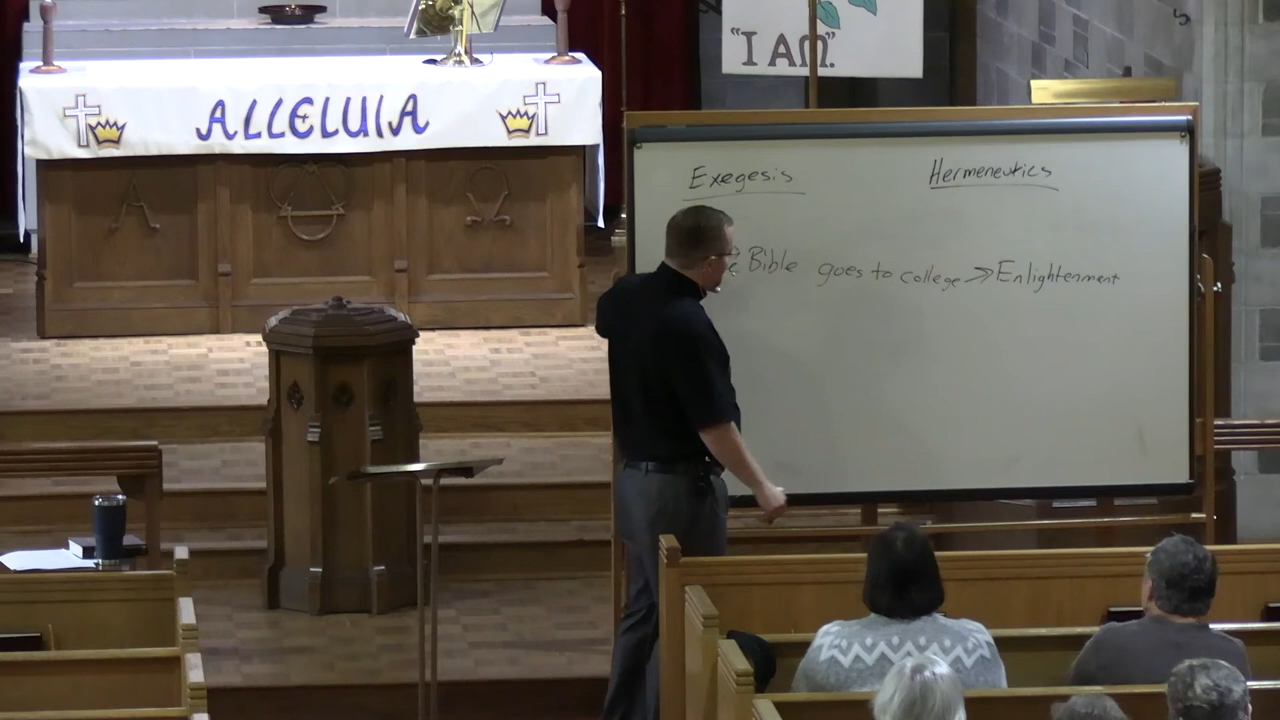 "I AM"
ALLELUIA
Exegesis Hermeneutics
Bible goes to college >> Enlightenment
Α Ω